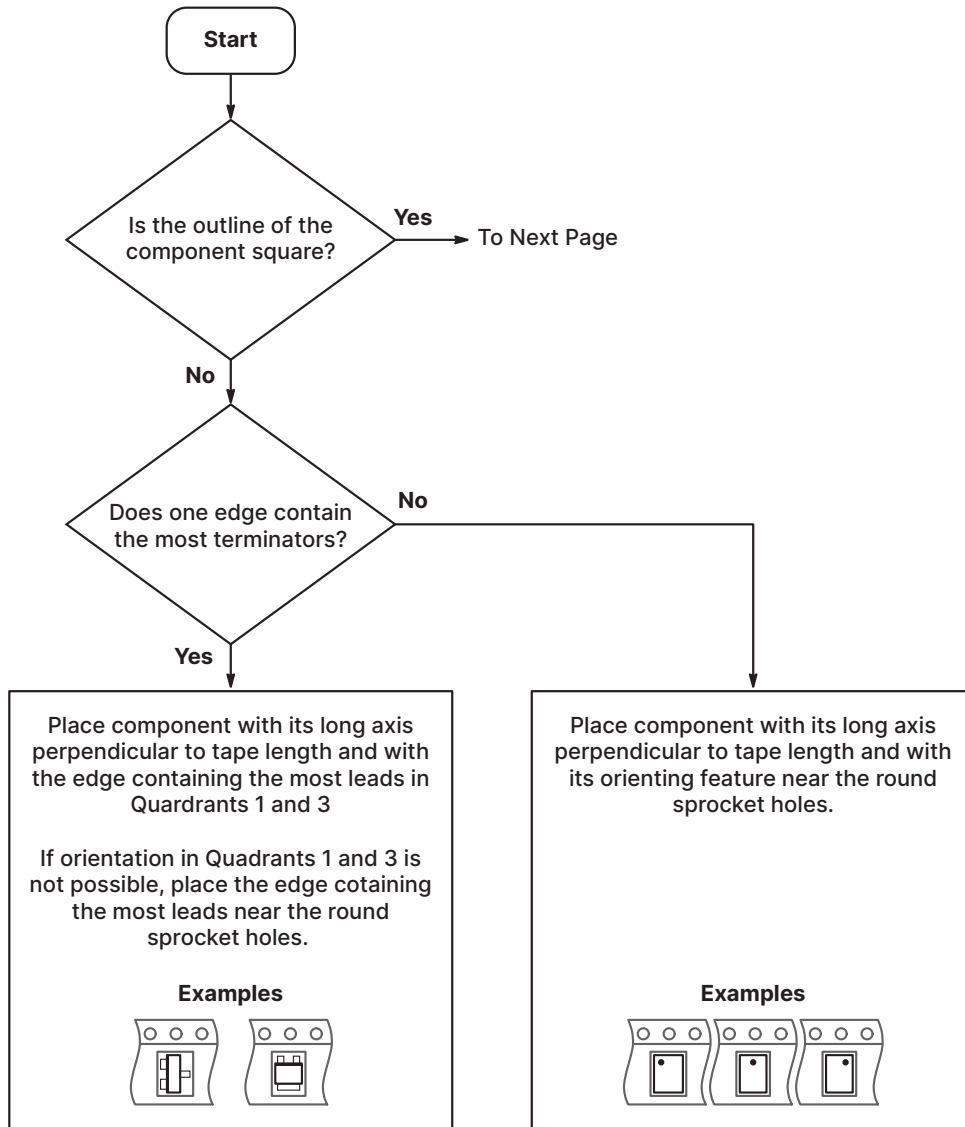 Start
Is the outline of the
component square?
Yes
To Next Page
No
Does one edge contain
the most terminators?
No
Yes
Place component with its long axis
perpendicular to tape length and with
the edge containing the most leads in
Quardrants 1 and 3
If orientation in Quadrants 1 and 3 is
not possible, place the edge cotaining
the most leads near the round
sprocket holes.
Examples
Place component with its long axis
perpendicular to tape length and with
its orienting feature near the round
sprocket holes.
Examples